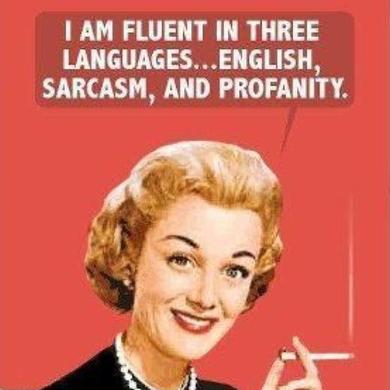 I AM FLUENT IN THREE
LANGUAGES...ENGLISH,
SARCASM, AND PROFANITY.